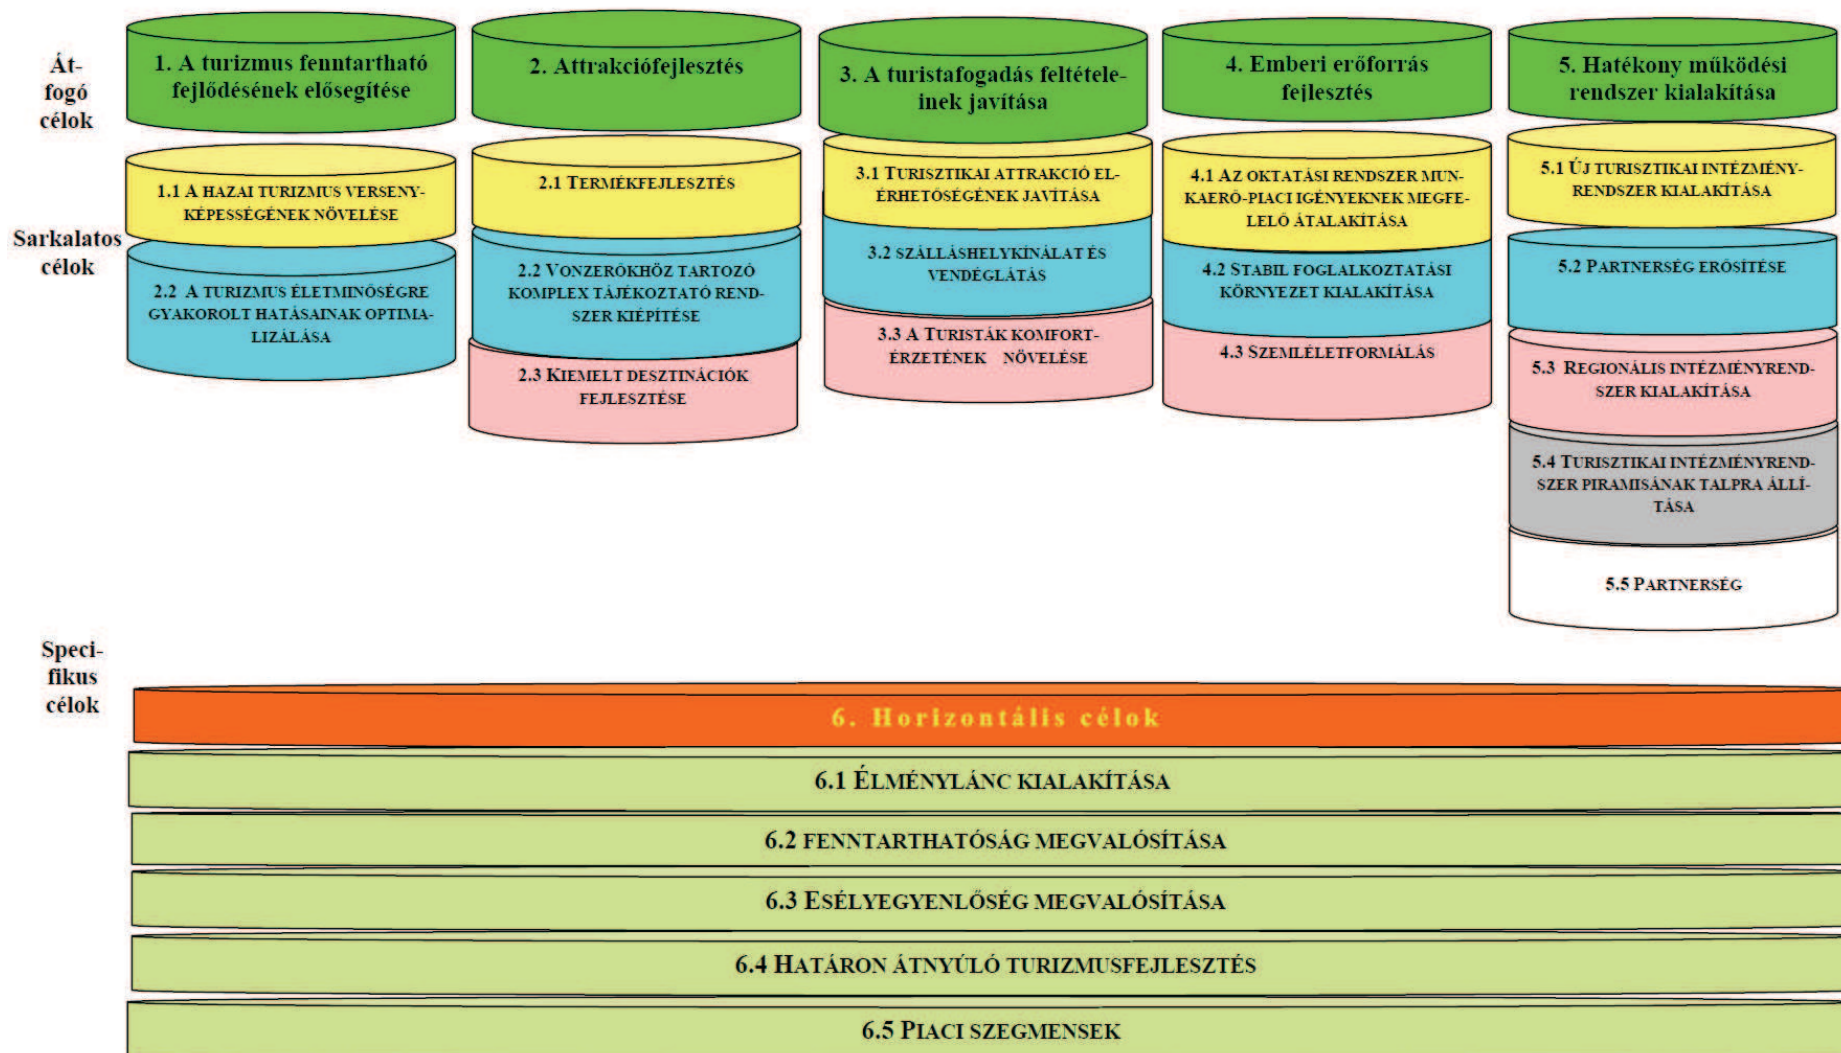 Át-
fogó
célok
1. A turizmus fenntartható
fejlődésének elősegítése
2. Attrakciófejlesztés
3. A turistafogadás feltétele-
inek javítása
4. Emberi erőforrás
fejlesztés
5. Hatékony működési
rendszer kialakítása
Sarkalatos
célok
1.1 A HAZAI TURIZMUS VERSENY-
KÉPESSÉGÉNEK NÖVELÉSE
2.2 A TURIZMUS ÉLETMINŐSÉGRE
GYAKOROLT HATÁSAINAK OPTIMA-
LIZÁLÁSA
2.1 TERMÉKFEJLESZTÉS
2.2 VONZERŐKHÖZ TARTOZÓ
KOMPLEX TÁJÉKOZTATÓ REND-
SZER KIÉPÍTÉSE
2.3 KIEMELT DESZTINÁCIÓK
FEJLESZTÉSE
3.1 TURISZTIKAI ATTRAKCIÓ EL-
ÉRHETŐSÉGÉNEK JAVÍTÁSA
3.2 SZÁLLÁSHELYKÍNÁLAT ÉS
VENDÉGLÁTÁS
3.3 A TURISTÁK KOMFORT-
ÉRZETÉNEK NÖVELÉSE
4.1 AZ OKTATÁSI RENDSZER MUN-
KAERŐ-PIACI IGÉNYEKNEK MEGFE-
LELŐ ÁTALAKÍTÁSA
4.2 STABIL FOGLALKOZTATÁSI
KÖRNYEZET KIALAKÍTÁSA
4.3 SZEMLÉLETFORMÁLÁS
5.1 ÚJ TURISZTIKAI INTÉZMÉNY-
RENDSZER KIALAKÍTÁSA
5.2 PARTNERSÉG ERŐSÍTÉSE
5.3 REGIONÁLIS INTÉZMÉNYREND-
SZER KIALAKÍTÁSA
5.4 TURISZTIKAI INTÉZMÉNYREND-
SZER PIRAMISÁNAK TALPRA ÁLLÍ-
TÁSA
5.5 PARTNERSÉG
Speci-
fikus
célok
6. Horizontális célok
6.1 ÉLMÉNYLÁNC KIALAKÍTÁSA
6.2 FENNTARTHATÓSÁG MEGVALÓSÍTÁSA
6.3 ESÉLYEGYENLŐSÉG MEGVALÓSÍTÁSA
6.4 HATÁRON ÁTNYÚLÓ TURIZMUSFEJLESZTÉS
6.5 PIACI SZEGMENSEK